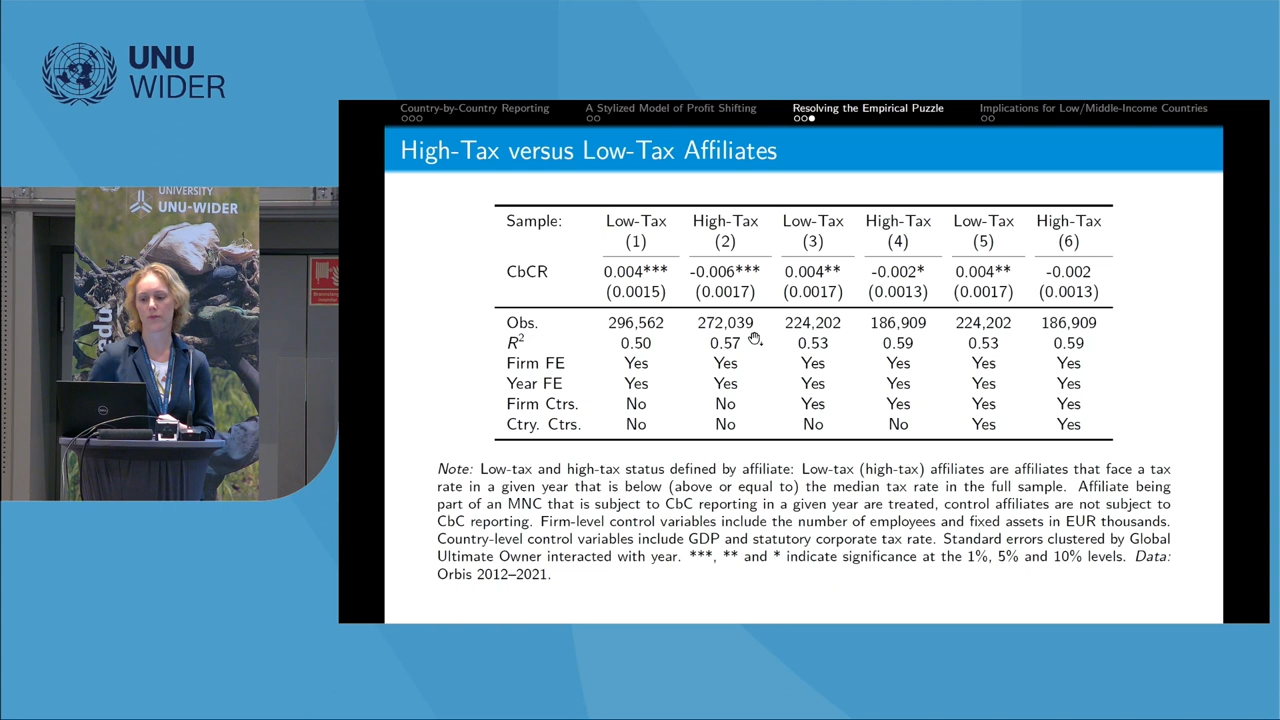 UNU
WIDER
UNIVERSITY
UNU-WIDER
Country-by-Country Reporting A Stylized Model of Profit Shifting Resolving the Empirical Puzzle Implications for Low/Middle-Income Countries
High-Tax versus Low-Tax Affiliates
Sample: Low-Tax High-Tax Low-Tax High-Tax Low-Tax High-Tax
(1) (2) (3) (4) (5) (6)
CbCR 0.004*** -0.006*** 0.004** -0.002* 0.004** -0.002
(0.0015) (0.0017) (0.0017) (0.0013) (0.0017) (0.0013)
Obs. 296,562 272,039 224,202 186,909 224,202 186,909
R² 0.50 0.57 0.53 0.59 0.53 0.59
Firm FE Yes Yes Yes Yes Yes Yes
Year FE Yes Yes Yes Yes Yes Yes
Firm Ctrs. No No Yes Yes Yes Yes
Ctry. Ctrs. No No No No Yes Yes
Note: Low-tax and high-tax status defined by affiliate: Low-tax (high-tax) affiliates are affiliates that face a tax
rate in a given year that is below (above or equal to) the median tax rate in the full sample. Affiliate being
part of an MNC that is subject to CbC reporting in a given year are treated, control affiliates are not subject to
CbC reporting. Firm-level control variables include the number of employees and fixed assets in EUR thousands.
Country-level control variables include GDP and statutory corporate tax rate. Standard errors clustered by Global
Ultimate Owner interacted with year. ***, ** and * indicate significance at the 1%, 5% and 10% levels. Data:
Orbis 2012–2021.